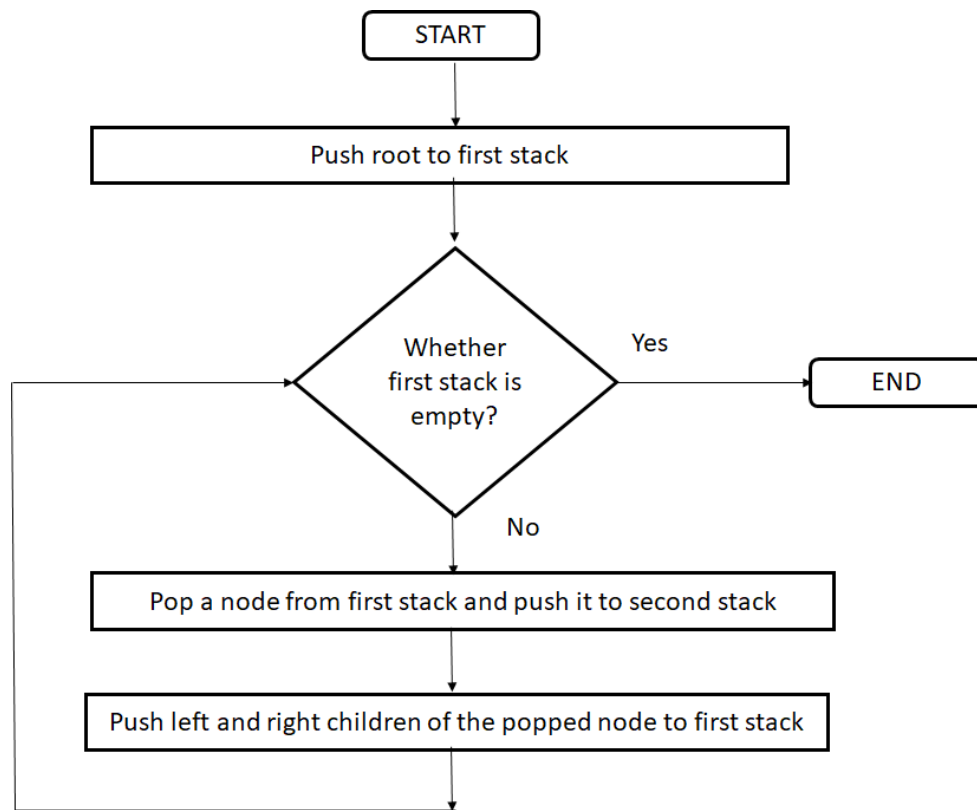 START
Push root to first stack
Whether
first stack is
empty?
Yes
END
No
Pop a node from first stack and push it to second stack
Push left and right children of the popped node to first stack